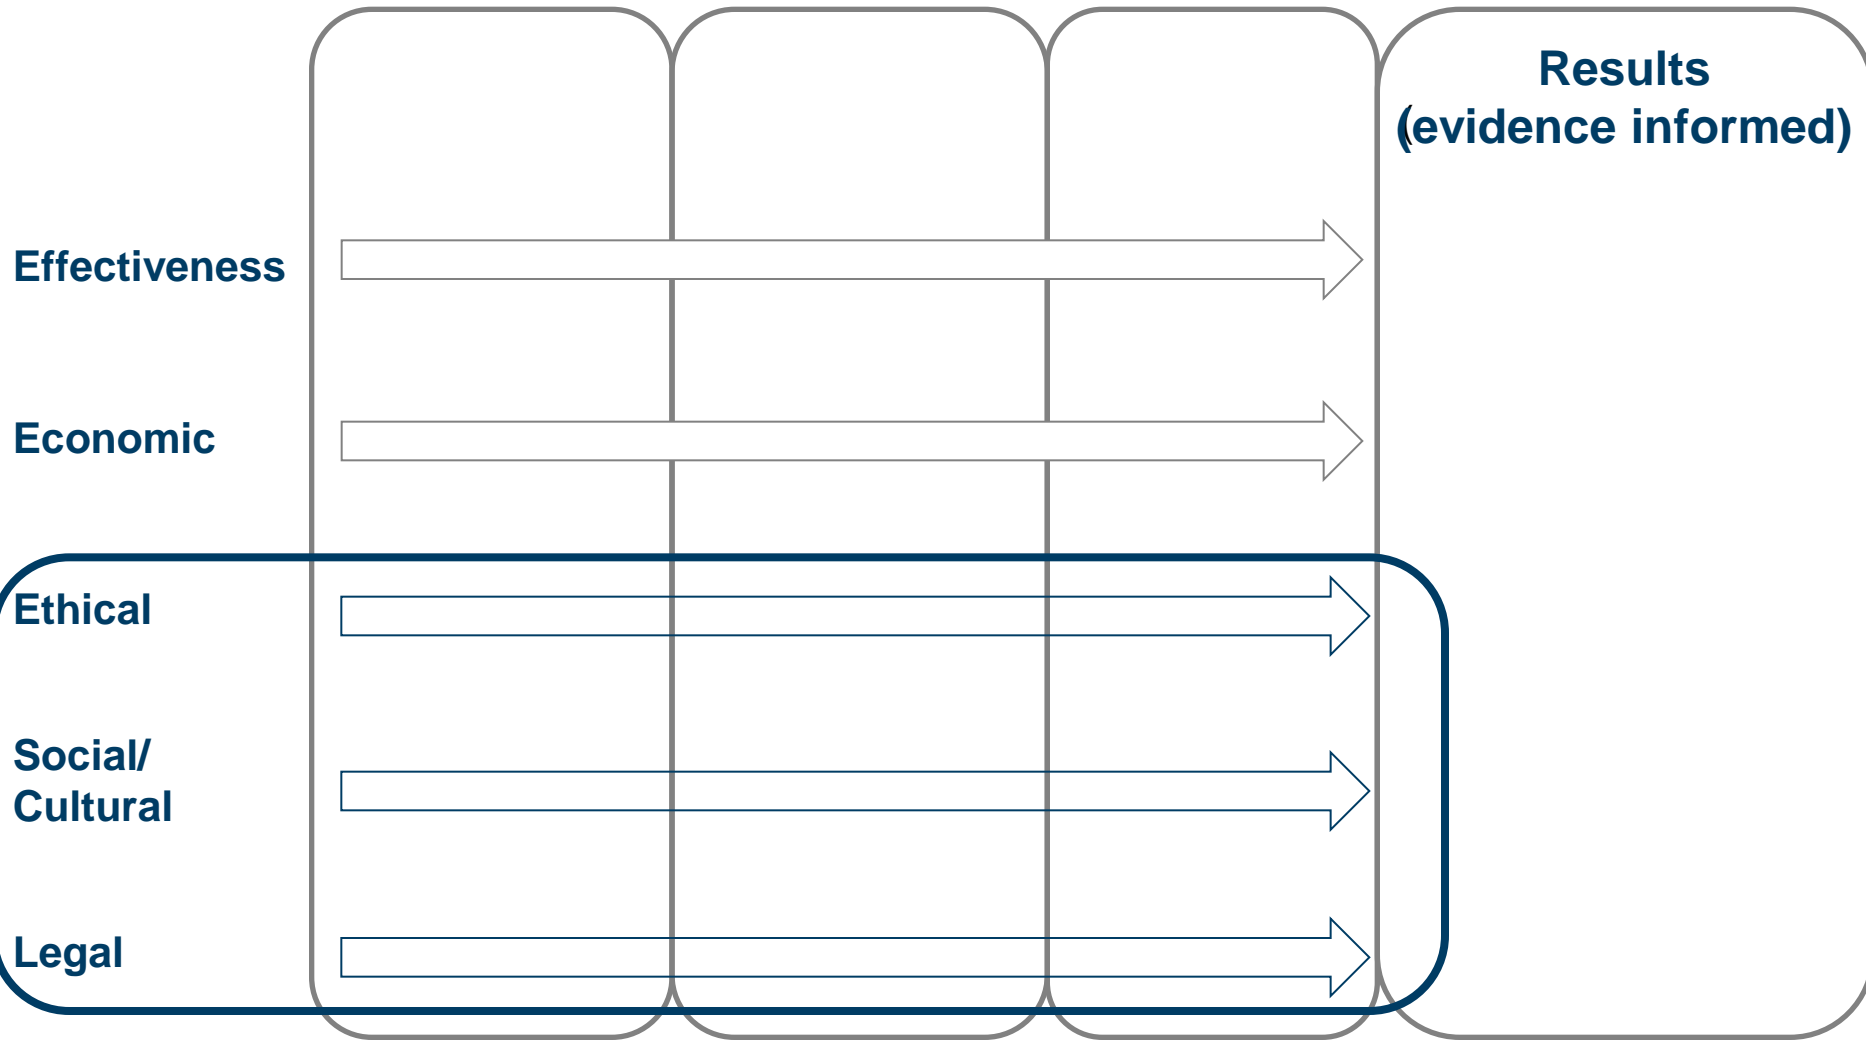 Results
(evidence informed)
Effectiveness
Economic
Ethical
Social/
Cultural
Legal